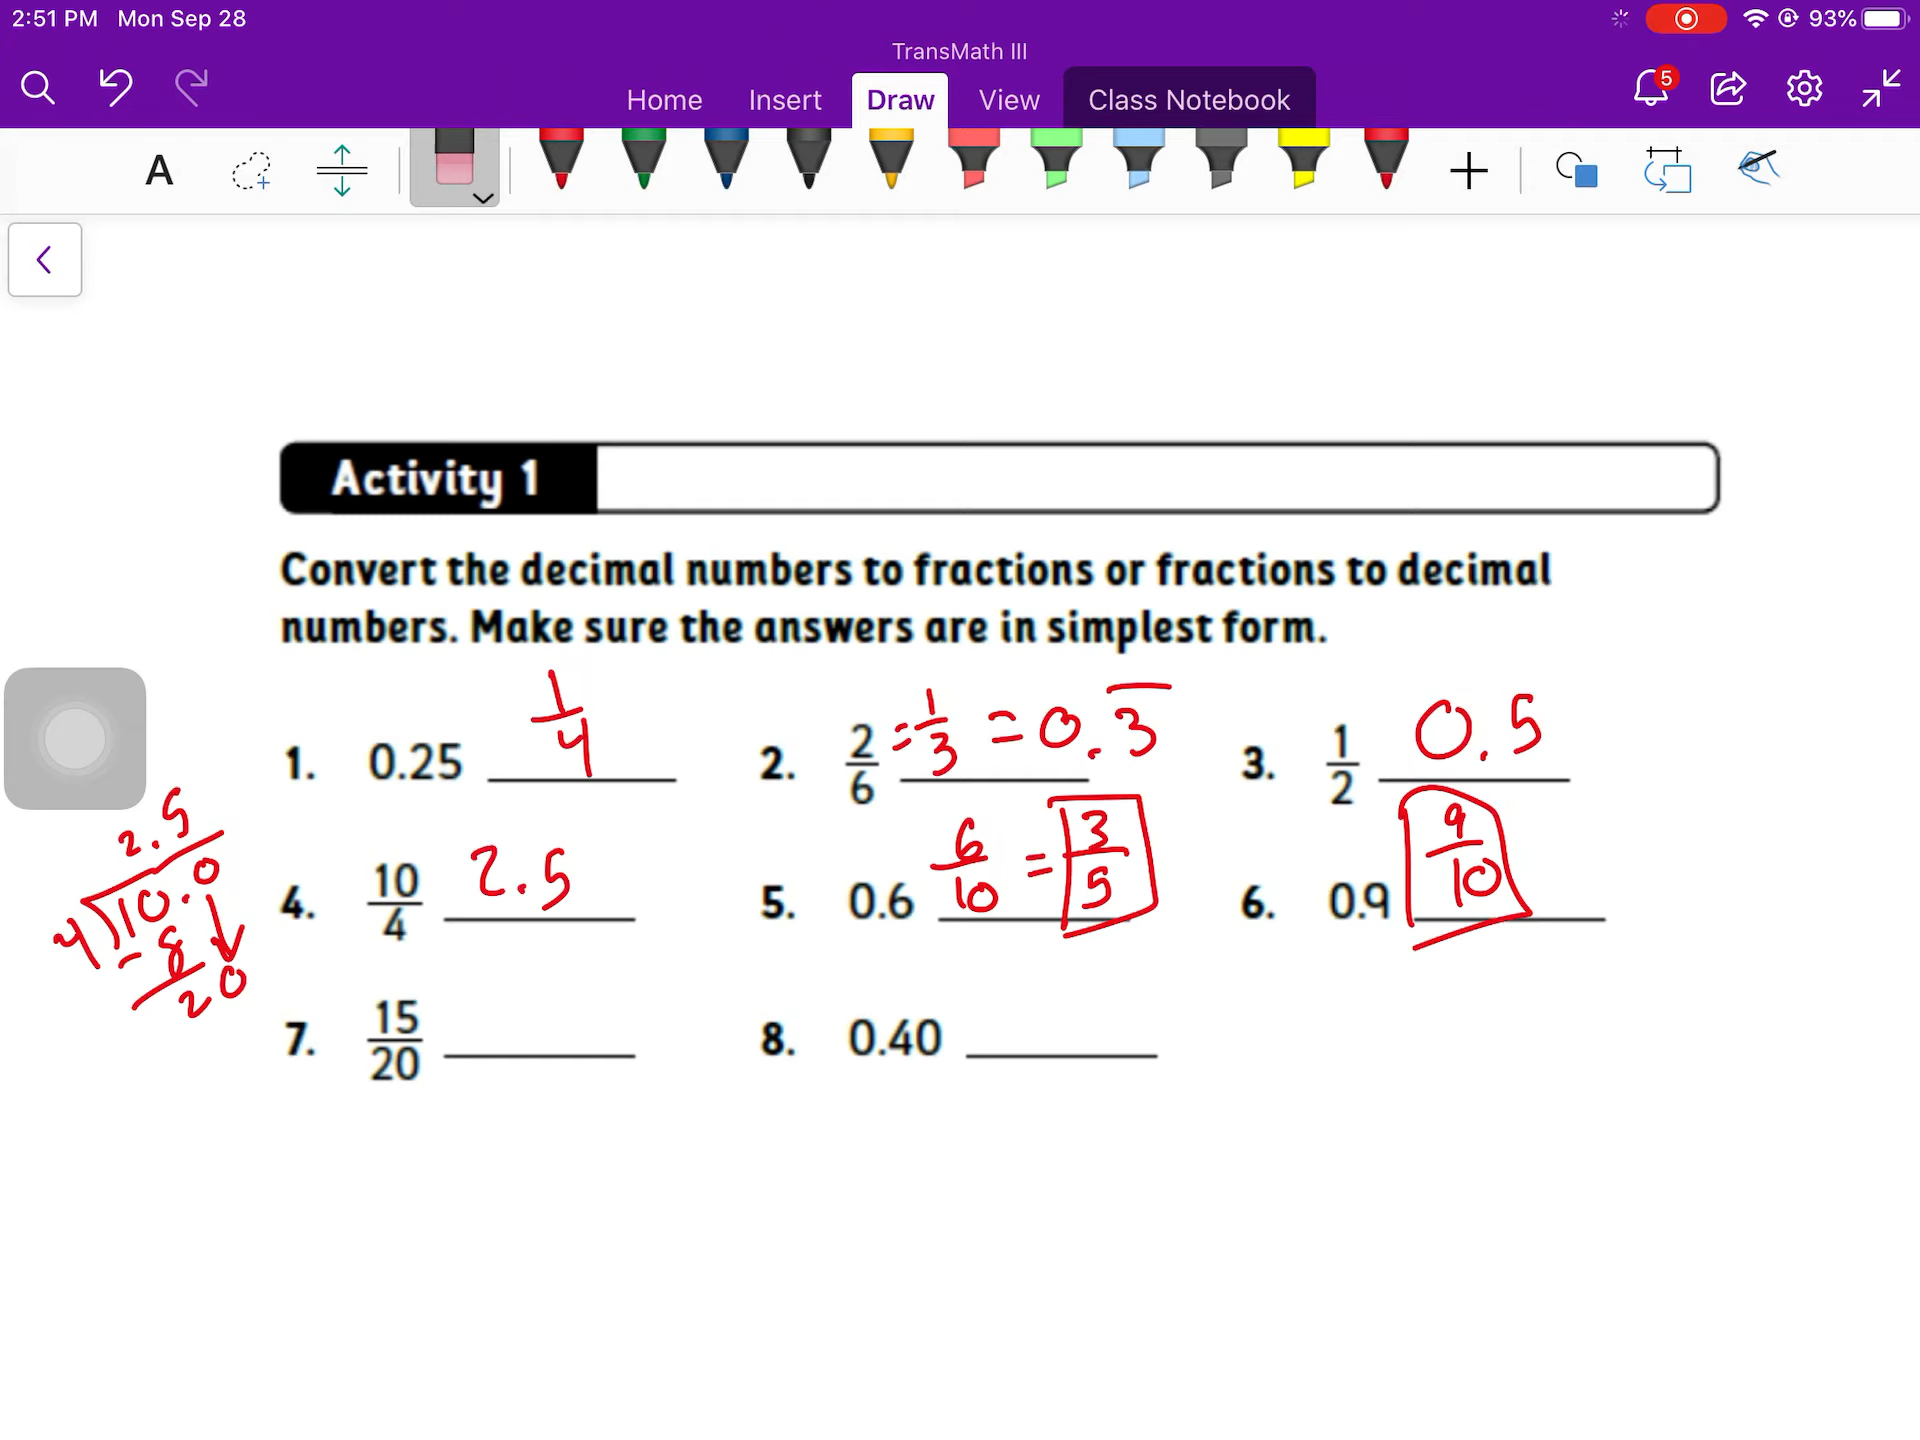 2:51 PM Mon Sep 28 93%
TransMath III
Home Insert Draw View Class Notebook 5
A
Activity 1
Convert the decimal numbers to fractions or fractions to decimal
numbers. Make sure the answers are in simplest form.
1. 0.25 1/4 2. 2/6 = 1/3 = 0.3̅ 3. 1/2 0.5
4. 10/4 2.5 5. 0.6 6/10 = 3/5 6. 0.9 9/10
2.5
4)10.0
- 8
20
7. 15/20 8. 0.40